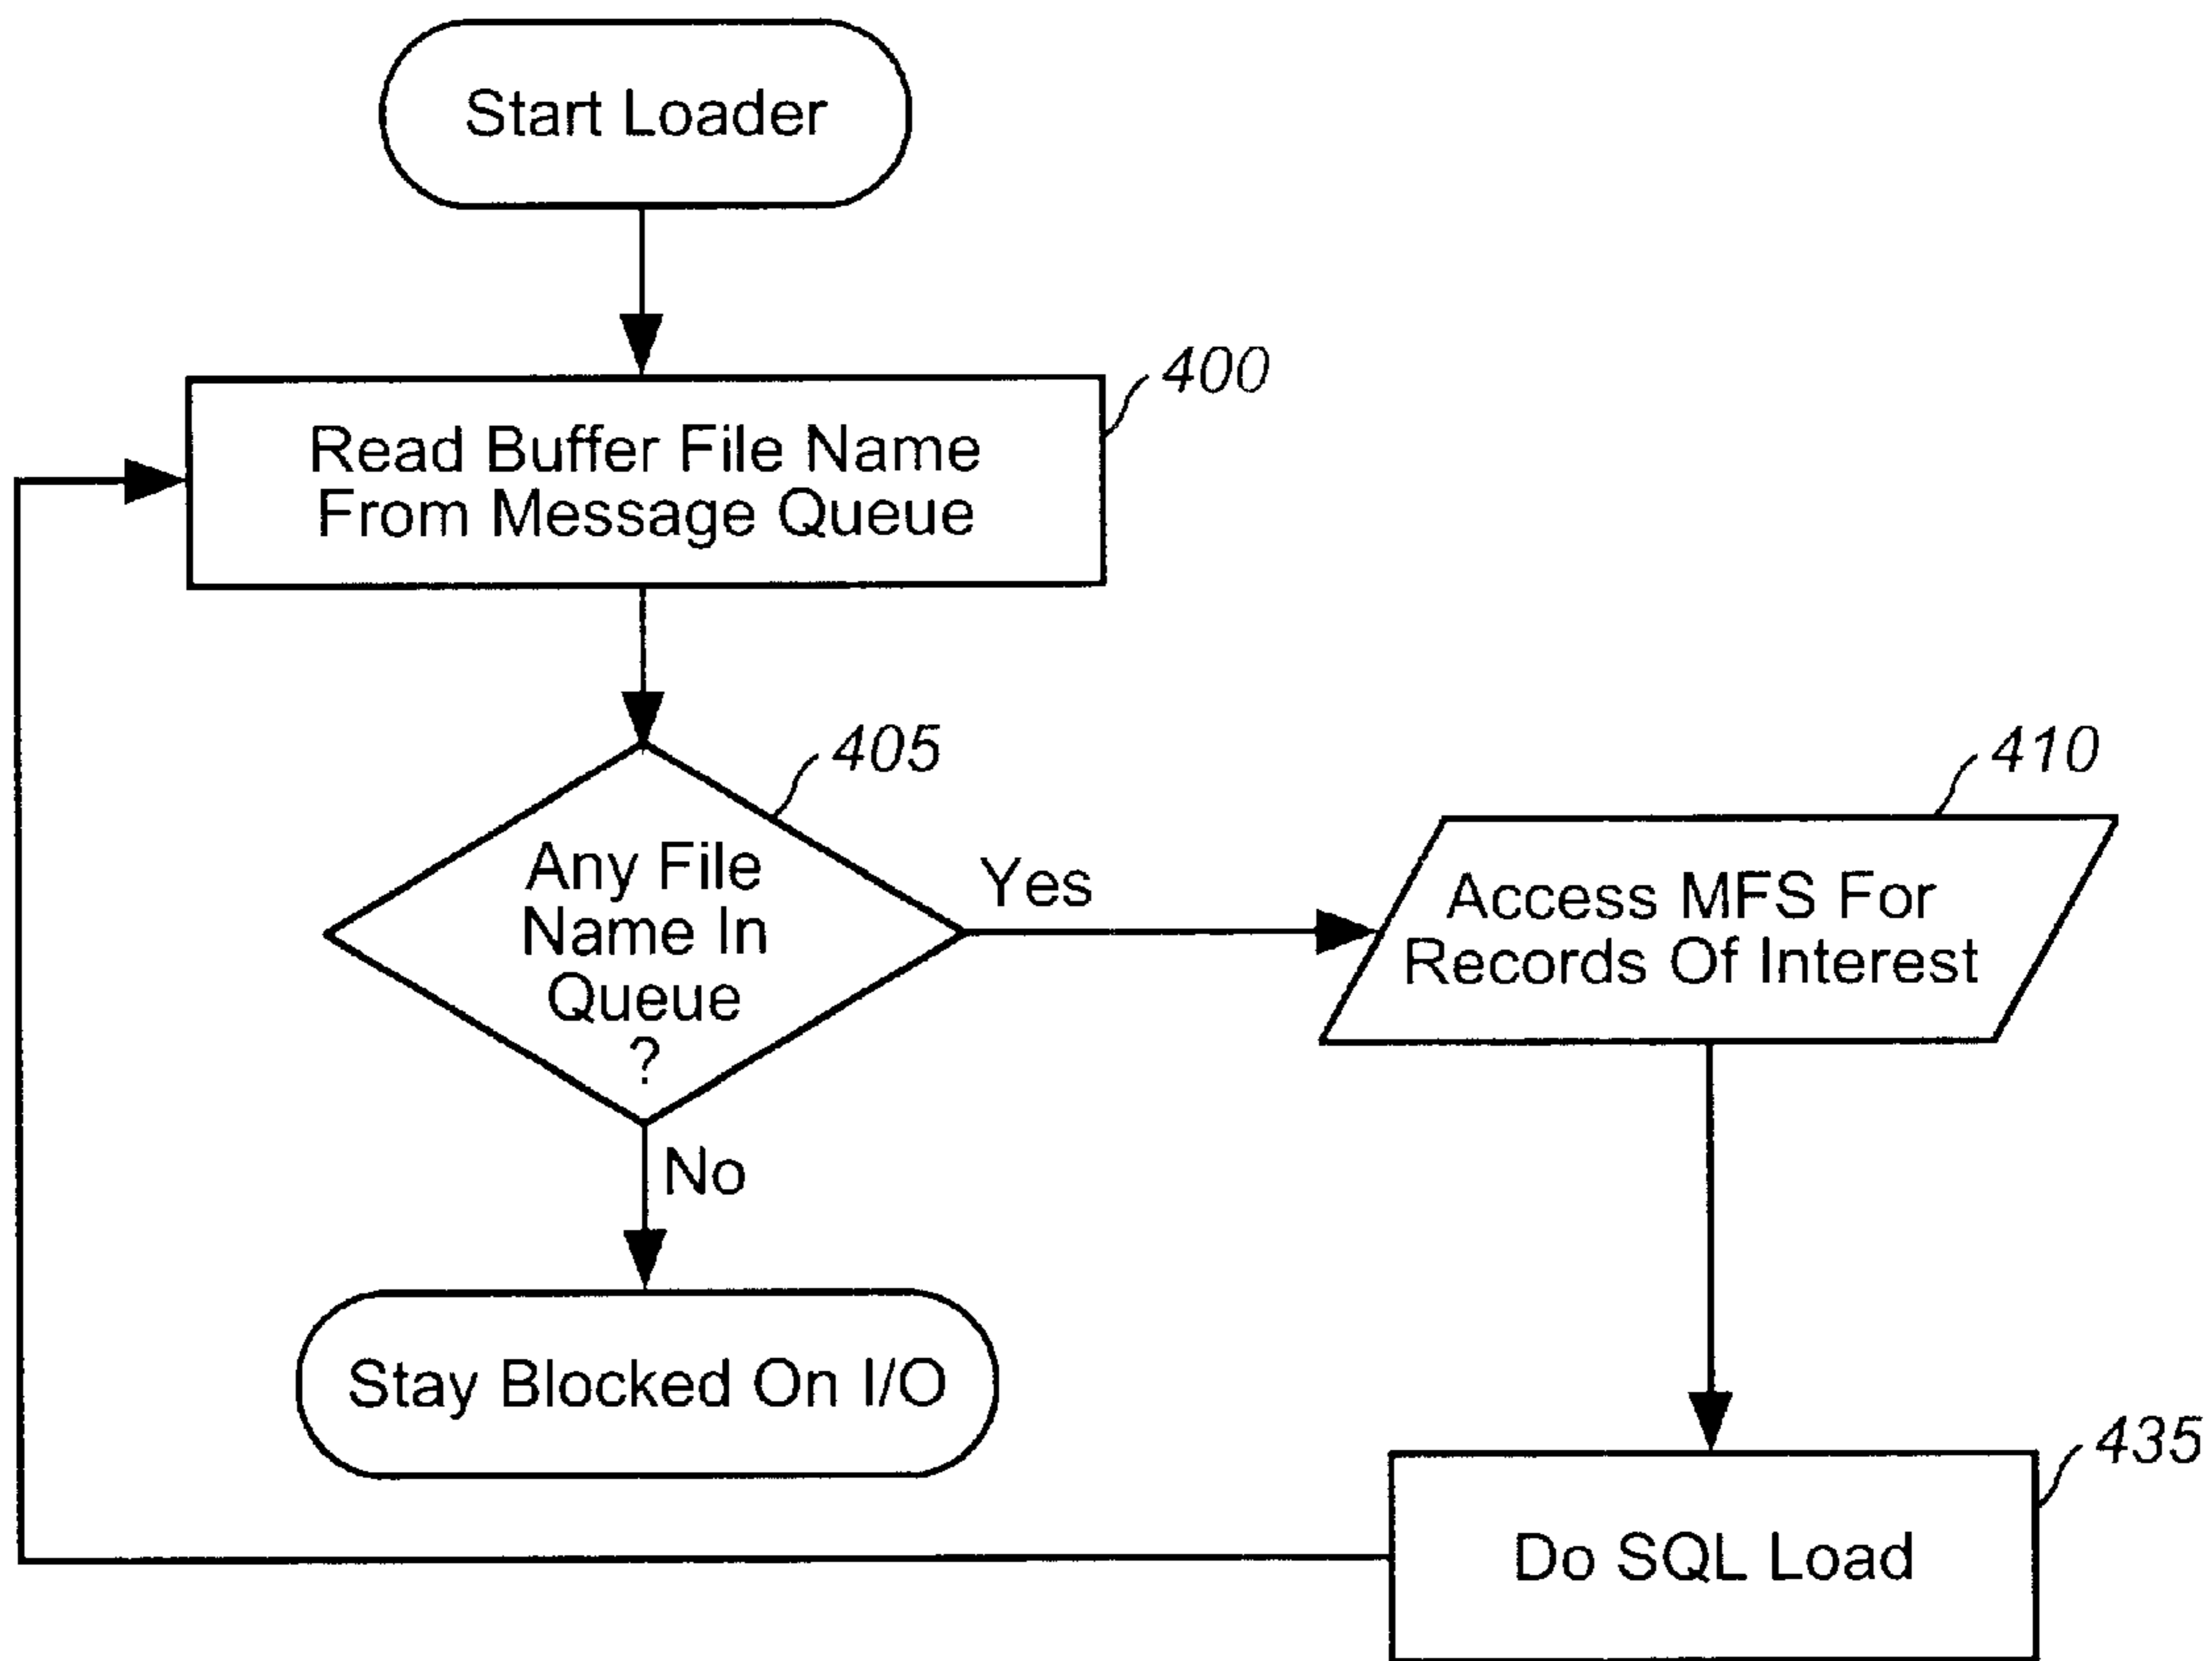 Start Loader
400
Read Buffer File Name
From Message Queue
405
Any File
Name In
Queue
?
Yes
410
Access MFS For
Records Of Interest
No
Stay Blocked On I/O
435
Do SQL Load